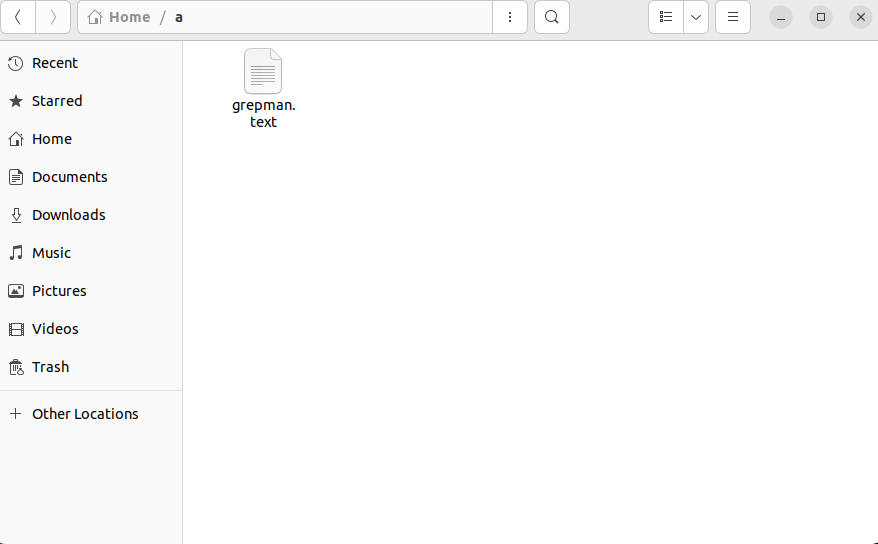 Home / a
grepman.
text
Recent
Starred
Home
Documents
Downloads
Music
Pictures
Videos
Trash
Other Locations